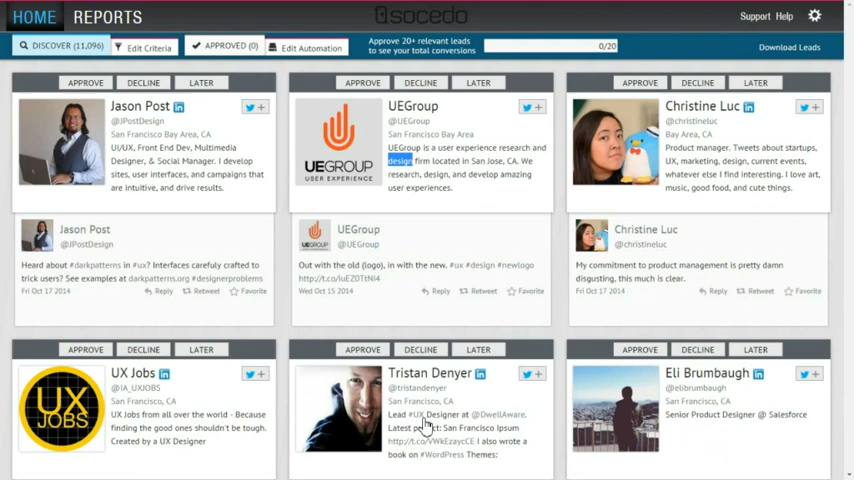 HOME REPORTS
socedo
Support Help
DISCOVER (11,096) Edit Criteria APPROVED (0) Edit Automation
Approve 20+ relevant leads
to see your total conversions
0/20
Download Leads
APPROVE DECLINE LATER
Jason Post in
@JPostDesign
San Francisco Bay Area, CA
UI/UX, Front End Dev, Multimedia
Designer, & Social Manager. I develop
sites, user interfaces, and campaigns that
are intuitive, and drive results.
Jason Post
@JPostDesign
Heard about #darkpatterns in #ux? Interfaces carefully crafted to
trick users? See examples at darkpatterns.org #designerproblems
Fri Oct 17 2014 Reply Retweet Favorite
APPROVE DECLINE LATER
UEGROUP
USER EXPERIENCE
UEGroup
@UEGroup
San Francisco Bay Area
UEGroup is a user experience research and
design firm located in San Jose, CA. We
research, design, and develop amazing
user experiences.
UEGROUP
UEGroup
@UEGroup
Out with the old (logo), in with the new. #ux #design #newlogo
Wed Oct 15 2014 Reply Retweet Favorite
APPROVE DECLINE LATER
Christine Luc in
@christineluc
Bay Area, CA
Product manager. Tweets about startups,
UX, marketing, design, current events,
whatever else I find interesting. I love art,
music, good food, and cute things.
Christine Luc
@christineluc
My commitment to product management is pretty damn
disgusting, this much is clear.
Fri Oct 17 2014 Reply Retweet Favorite
APPROVE DECLINE LATER
UX
JOBS
UX Jobs in
@IA_UXJOBS
San Francisco, CA
UX Jobs from all over the world - Because
finding the good ones shouldn't be tough.
Created by a UX Designer
APPROVE DECLINE LATER
Tristan Denyer in
@tristandenyer
San Francisco, CA
Lead #UX Designer at @DwellAware.
Latest San Francisco Ipsum
I also wrote a
book on #WordPress Themes:
APPROVE DECLINE LATER
Eli Brumbaugh in
@elibrumbaugh
San Francisco, CA
Senior Product Designer @ Salesforce